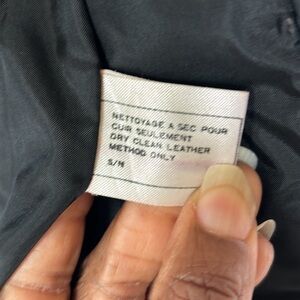 NETTOYAGE A SEC POUR
CUIR SEULEMENT
DRY CLEAN LEATHER
METHOD ONLY
S/N